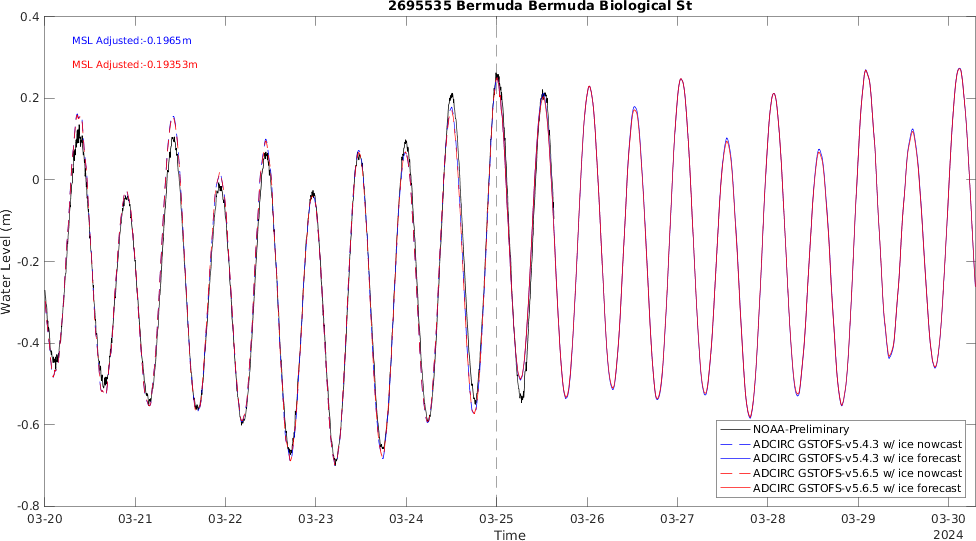 2695535 Bermuda Bermuda Biological St
MSL Adjusted:-0.1965m
MSL Adjusted:-0.19353m
Water Level (m)
0.4
0.2
0
-0.2
-0.4
-0.6
-0.8
NOAA-Preliminary
ADCIRC GSTOFS-v5.4.3 w/ ice nowcast
ADCIRC GSTOFS-v5.4.3 w/ ice forecast
ADCIRC GSTOFS-v5.6.5 w/ ice nowcast
ADCIRC GSTOFS-v5.6.5 w/ ice forecast
03-20 03-21 03-22 03-23 03-24 03-25 03-26 03-27 03-28 03-29 03-30
2024
Time